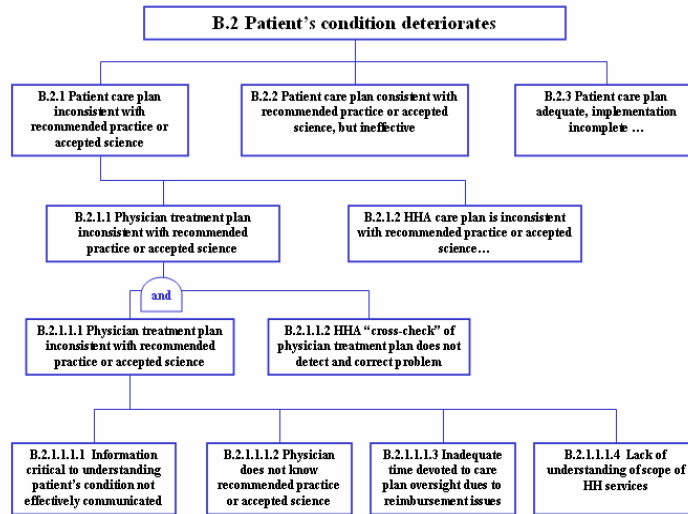 B.2 Patient’s condition deteriorates
B.2.1 Patient care plan
inconsistent with
recommended practice or
accepted science
B.2.2 Patient care plan consistent with
recommended practice or accepted
science, but ineffective
B.2.3 Patient care plan
adequate, implementation
incomplete …
B.2.1.1 Physician treatment plan
inconsistent with recommended
practice or accepted science
B.2.1.2 HHA care plan is inconsistent
with recommended practice or accepted
science…
and
B.2.1.1.1 Physician treatment plan
inconsistent with recommended
practice or accepted science
B.2.1.1.2 HHA “cross-check” of
physician treatment plan does not
detect and correct problem
B.2.1.1.1.1 Information
critical to understanding
patient’s condition not
effectively communicated
B.2.1.1.1.2 Physician
does not know
recommended practice
or accepted science
B.2.1.1.1.3 Inadequate
time devoted to care
plan oversight dues to
reimbursement issues
B.2.1.1.1.4 Lack of
understanding of scope of
HH services